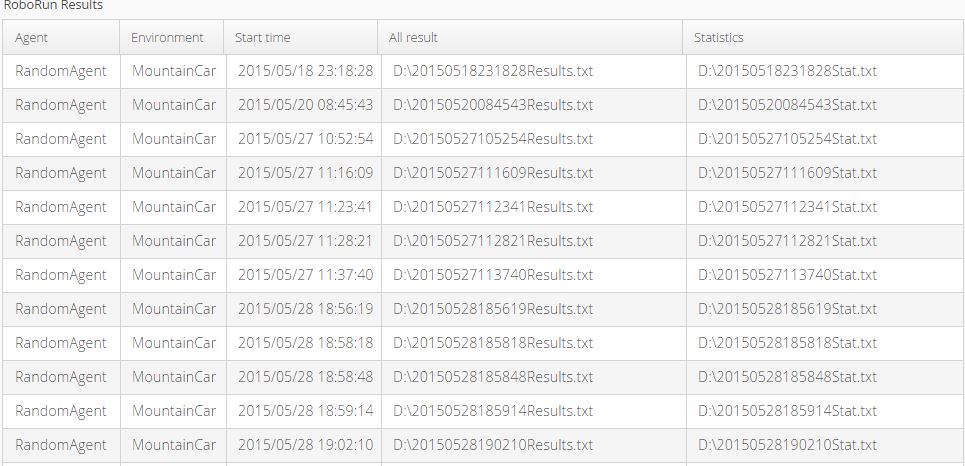 RoboRun Results
Agent Environment Start time All result Statistics
RandomAgent MountainCar 2015/05/18 23:18:28 D:\20150518231828Results.txt D:\20150518231828Stat.txt
RandomAgent MountainCar 2015/05/20 08:45:43 D:\20150520084543Results.txt D:\20150520084543Stat.txt
RandomAgent MountainCar 2015/05/27 10:52:54 D:\20150527105254Results.txt D:\20150527105254Stat.txt
RandomAgent MountainCar 2015/05/27 11:16:09 D:\20150527111609Results.txt D:\20150527111609Stat.txt
RandomAgent MountainCar 2015/05/27 11:23:41 D:\20150527112341Results.txt D:\20150527112341Stat.txt
RandomAgent MountainCar 2015/05/27 11:28:21 D:\20150527112821Results.txt D:\20150527112821Stat.txt
RandomAgent MountainCar 2015/05/27 11:37:40 D:\20150527113740Results.txt D:\20150527113740Stat.txt
RandomAgent MountainCar 2015/05/28 18:56:19 D:\20150528185619Results.txt D:\20150528185619Stat.txt
RandomAgent MountainCar 2015/05/28 18:58:18 D:\20150528185818Results.txt D:\20150528185818Stat.txt
RandomAgent MountainCar 2015/05/28 18:58:48 D:\20150528185848Results.txt D:\20150528185848Stat.txt
RandomAgent MountainCar 2015/05/28 18:59:14 D:\20150528185914Results.txt D:\20150528185914Stat.txt
RandomAgent MountainCar 2015/05/28 19:02:10 D:\20150528190210Results.txt D:\20150528190210Stat.txt